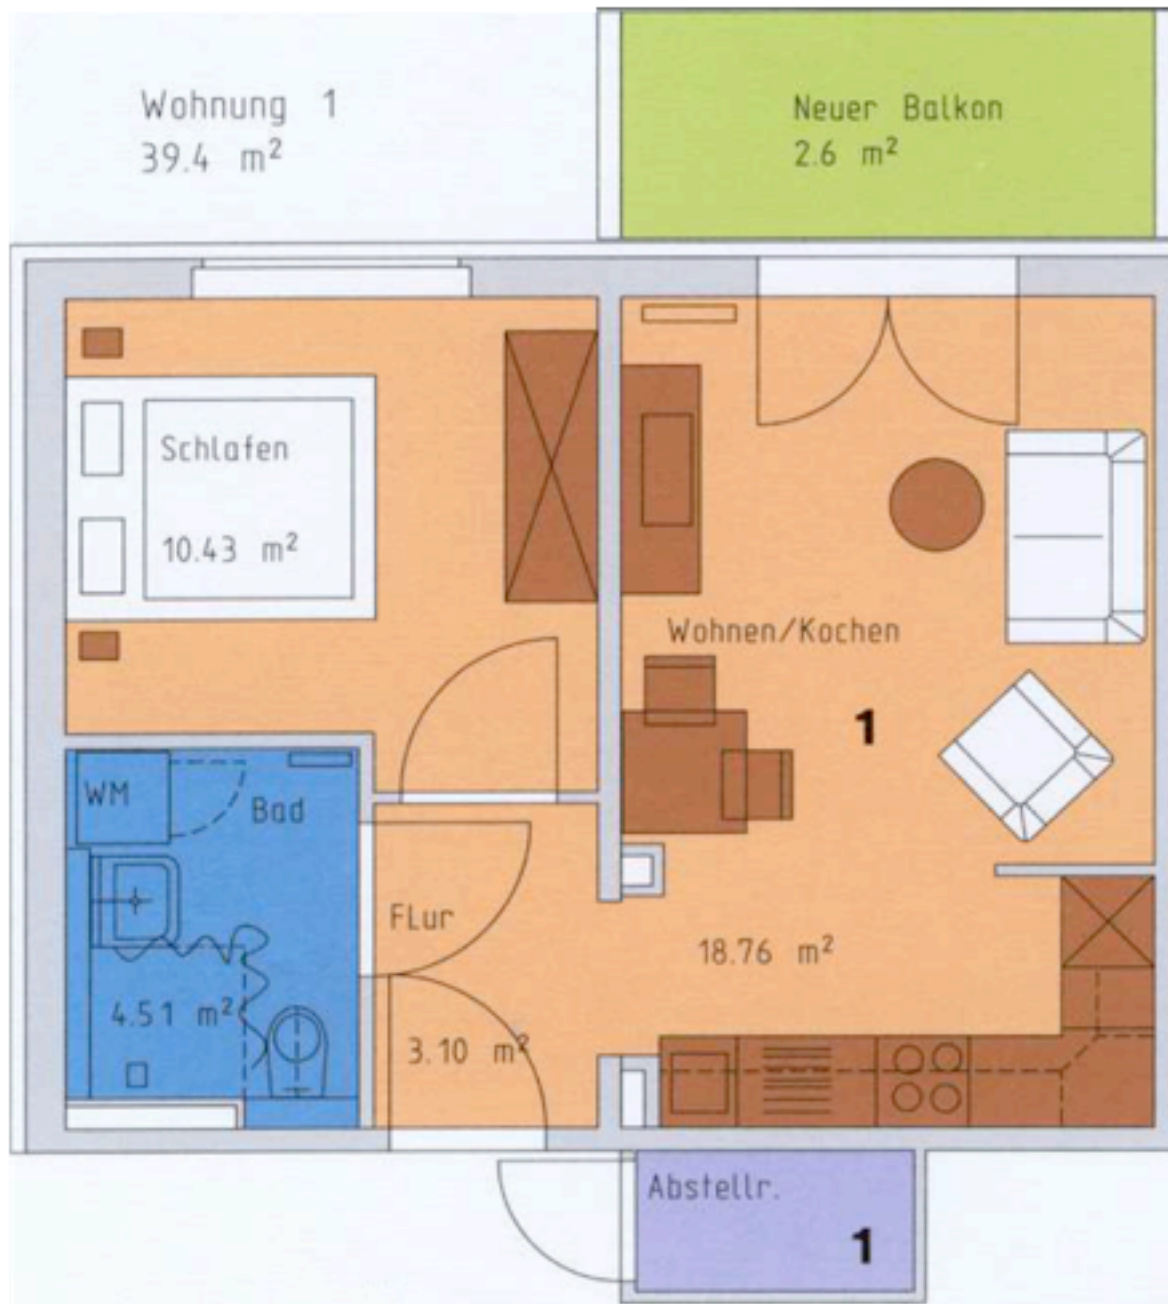 Wohnung 1
39.4 m²
Neuer Balkon
2.6 m²
Schlafen
10.43 m²
Wohnen/Kochen
1
WM
Bad
FLur
18.76 m²
4.51 m²
3.10 m²
Abstellr.
1